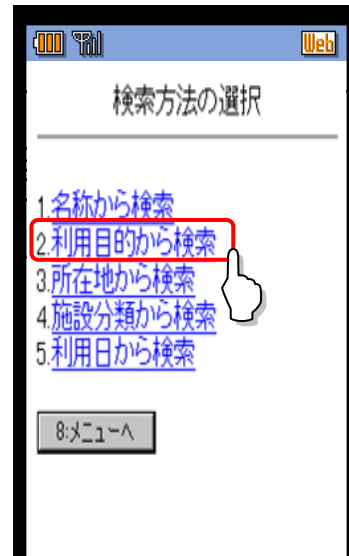 Web
検索方法の選択
1.名称から検索
2.利用目的から検索
3.所在地から検索
4.施設分類から検索
5.利用日から検索
8:メニューへ